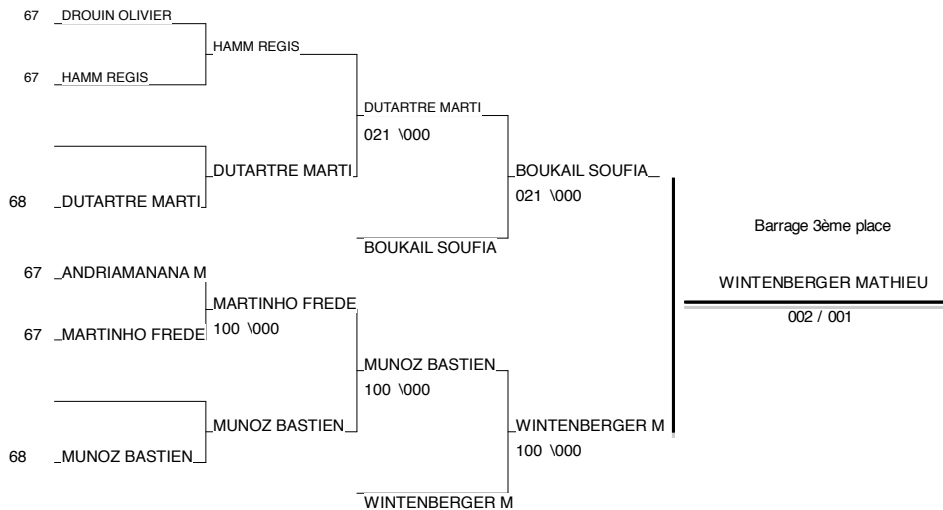 67 DROUIN OLIVIER
HAMM REGIS
67 HAMM REGIS
DUTARTRE MARTI
021 \000
DUTARTRE MARTI
68 DUTARTRE MARTI
BOUKAIL SOUFIA
021 \000
BOUKAIL SOUFIA
67 ANDRIAMANANA M
MARTINHO FREDE
100 \000
67 MARTINHO FREDE
MUNOZ BASTIEN
100 \000
MUNOZ BASTIEN
68 MUNOZ BASTIEN
WINTENBERGER M
100 \000
WINTENBERGER M
Barrage 3ème place
WINTENBERGER MATHIEU
002 / 001